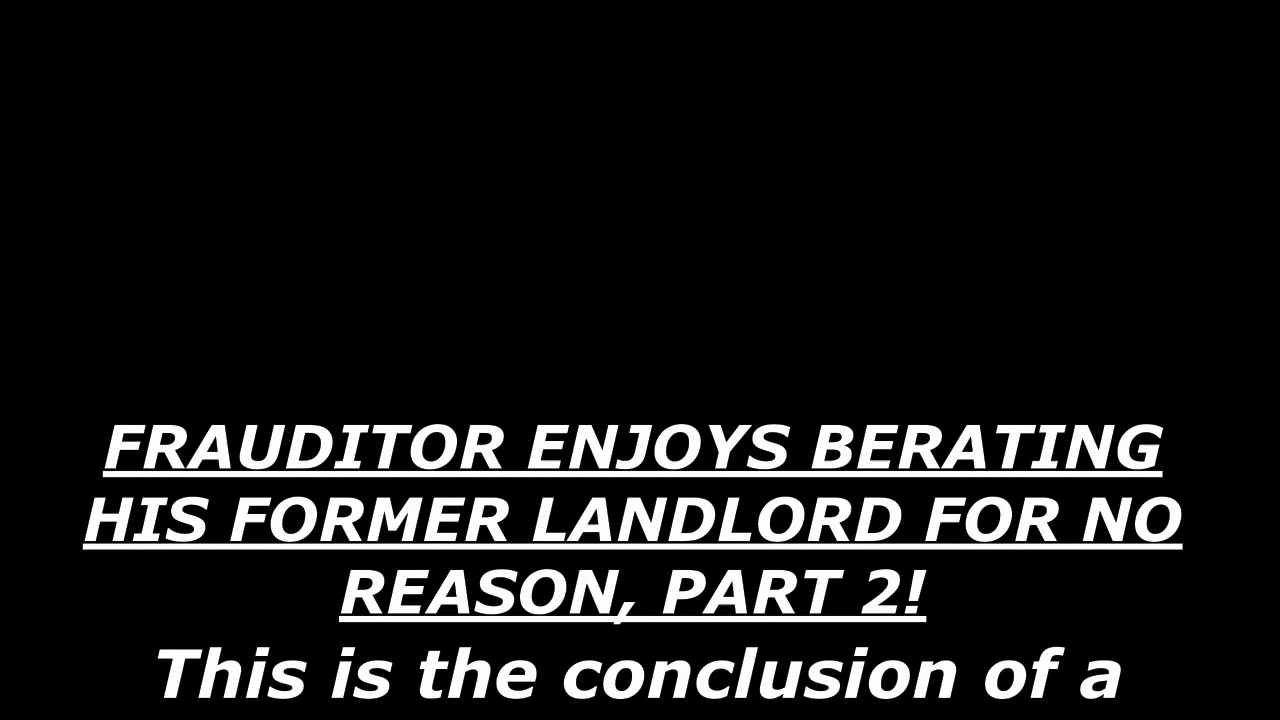 FRAUDITOR ENJOYS BERATING
HIS FORMER LANDLORD FOR NO
REASON, PART 2!
This is the conclusion of a